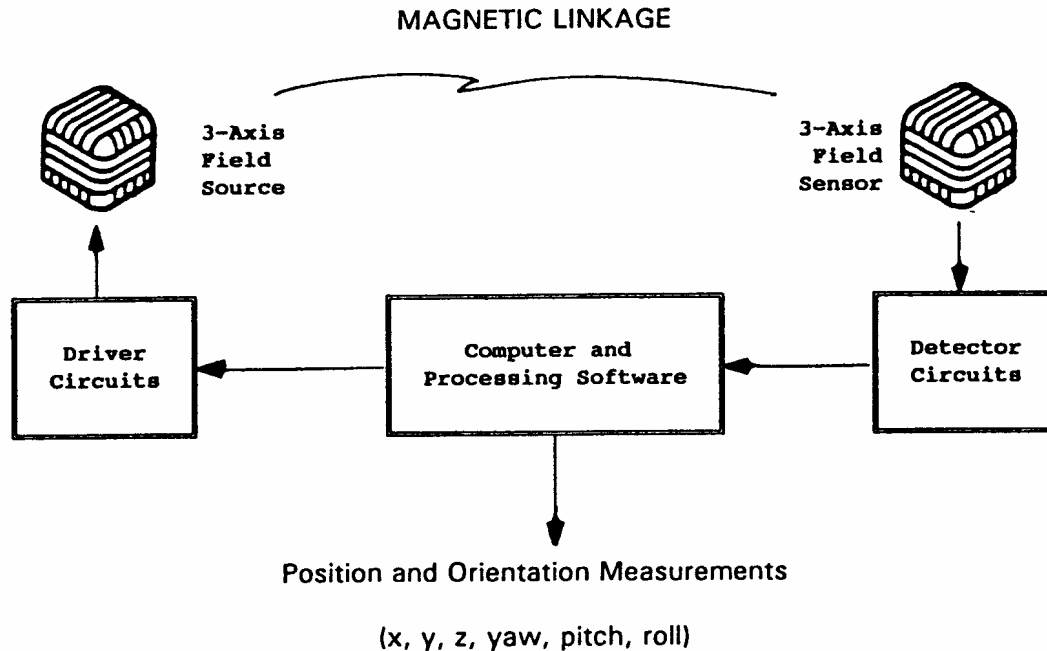 MAGNETIC LINKAGE
3-Axis
Field
Source
3-Axis
Field
Sensor
Driver
Circuits
Computer and
Processing Software
Detector
Circuits
Position and Orientation Measurements
(x, y, z, yaw, pitch, roll)